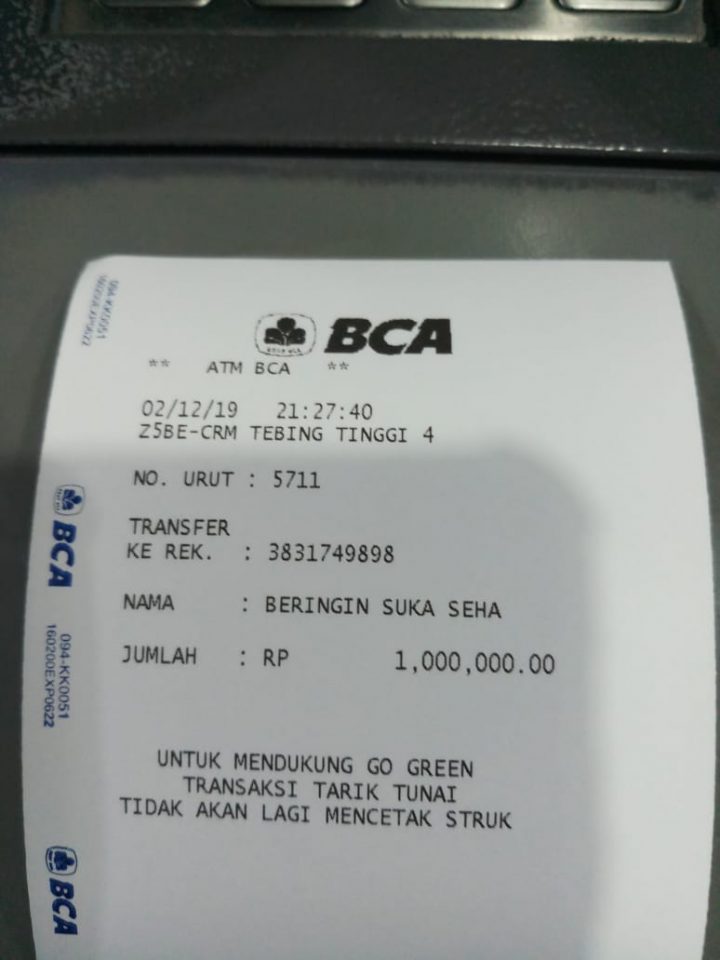 BCA
** ATM BCA **
02/12/19 21:27:40
Z5BE-CRM TEBING TINGGI 4
NO. URUT : 5711
TRANSFER
KE REK. : 3831749898
NAMA : BERINGIN SUKA SEHA
JUMLAH : RP 1,000,000.00
UNTUK MENDUKUNG GO GREEN
TRANSAKSI TARIK TUNAI
TIDAK AKAN LAGI MENCETAK STRUK
094-KK0051
160200EXP0622
BCA
094-KK0051
160200EXP0622
BCA